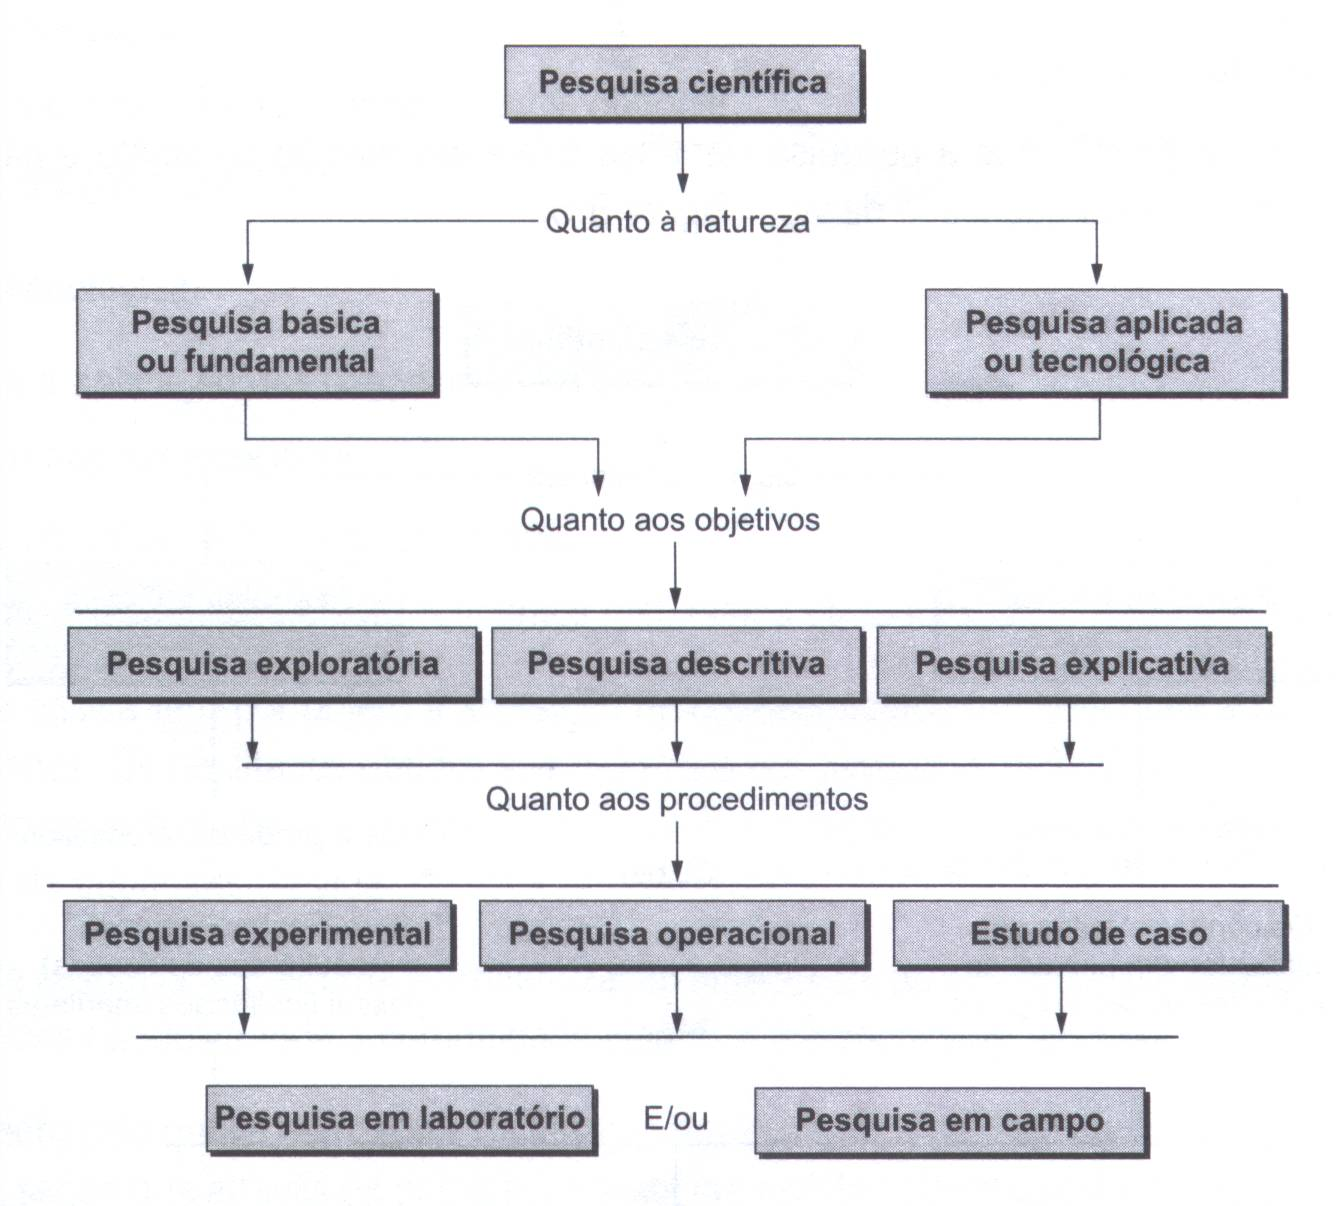 Pesquisa científica
Quanto à natureza
Pesquisa básica
ou fundamental
Pesquisa aplicada
ou tecnológica
Quanto aos objetivos
Pesquisa exploratória
Pesquisa descritiva
Pesquisa explicativa
Quanto aos procedimentos
Pesquisa experimental
Pesquisa operacional
Estudo de caso
Pesquisa em laboratório
E/ou
Pesquisa em campo